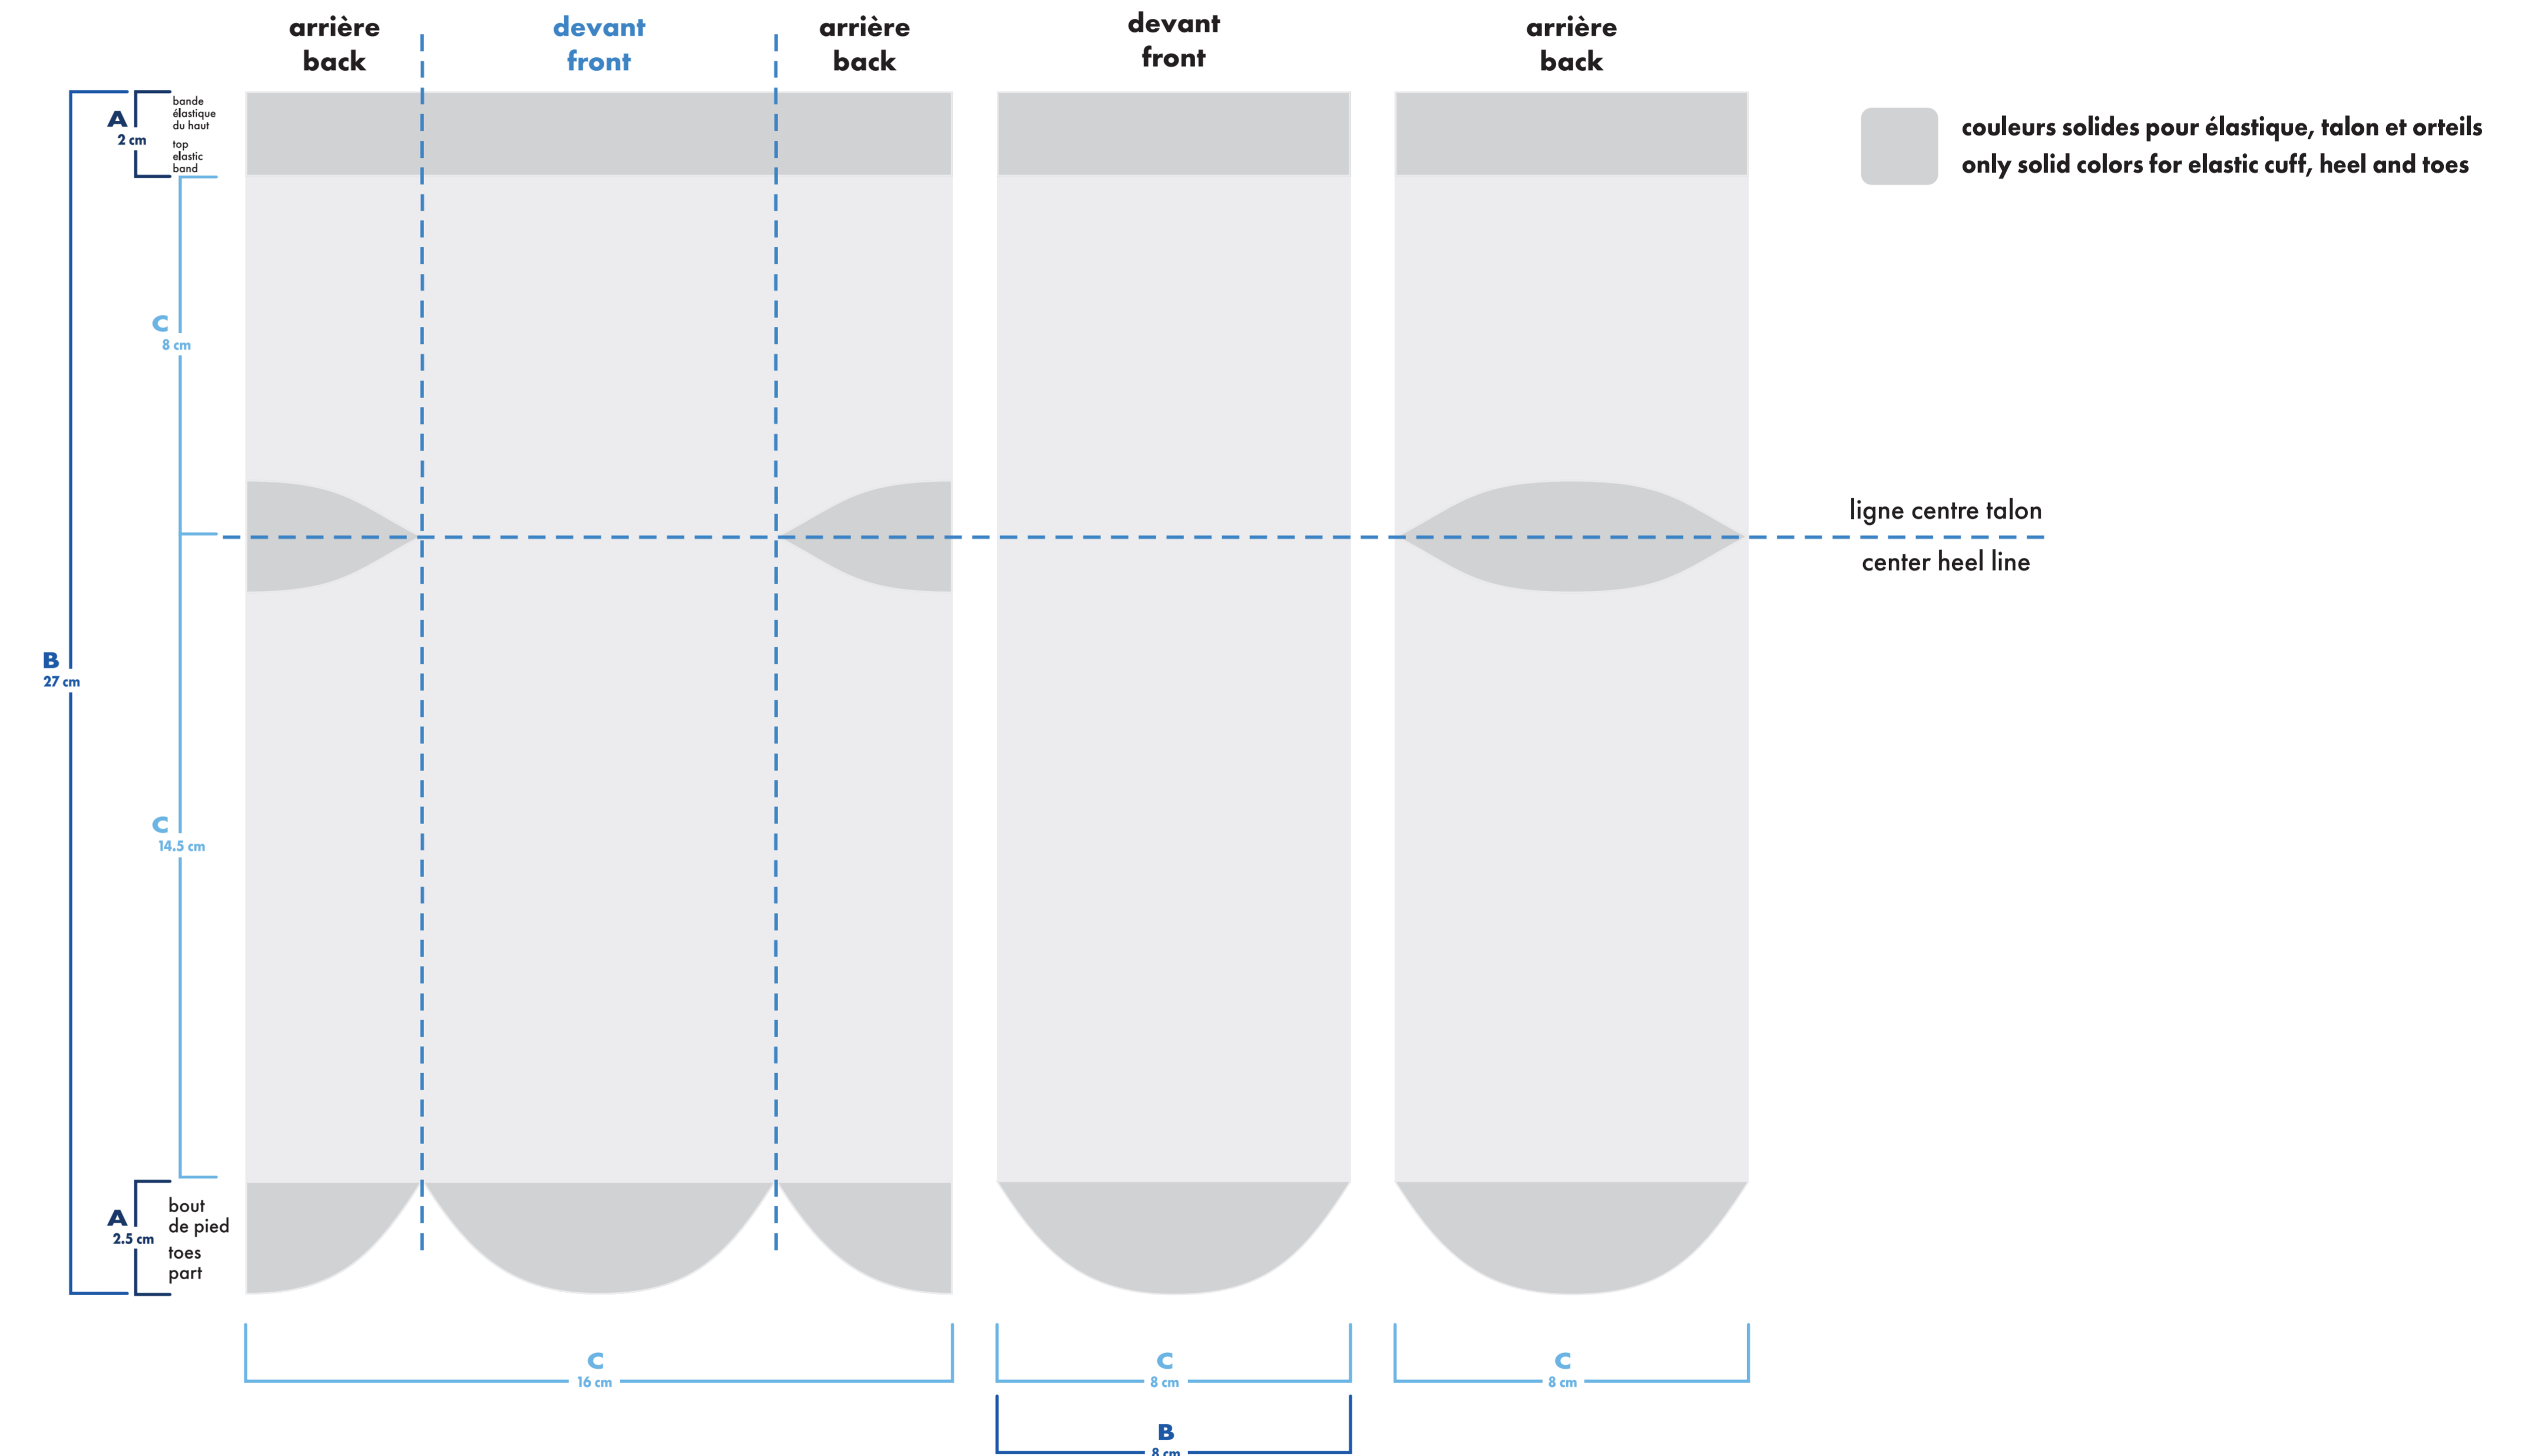 arrière
back
devant
front
arrière
back
devant
front
arrière
back
A
2 cm
bande
élastique
du haut
top
elastic
band
couleurs solides pour élastique, talon et orteils
only solid colors for elastic cuff, heel and toes
C
8 cm
ligne centre talon
center heel line
B
27 cm
C
14.5 cm
A
2.5 cm
bout
de pied
toes
part
C
16 cm
C
8 cm
C
8 cm
B
8 cm